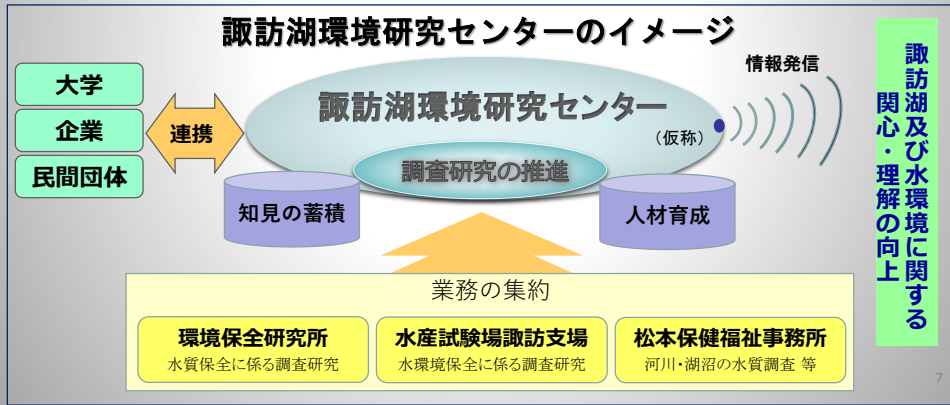 諏訪湖環境研究センターのイメージ
大学
企業
民間団体
連携
諏訪湖環境研究センター
（仮称）
調査研究の推進
知見の蓄積
人材育成
情報発信
諏訪湖及び水環境に関する
関心・理解の向上
業務の集約
環境保全研究所
水質保全に係る調査研究
水産試験場諏訪支場
水環境保全に係る調査研究
松本保健福祉事務所
河川・湖沼の水質調査 等
7